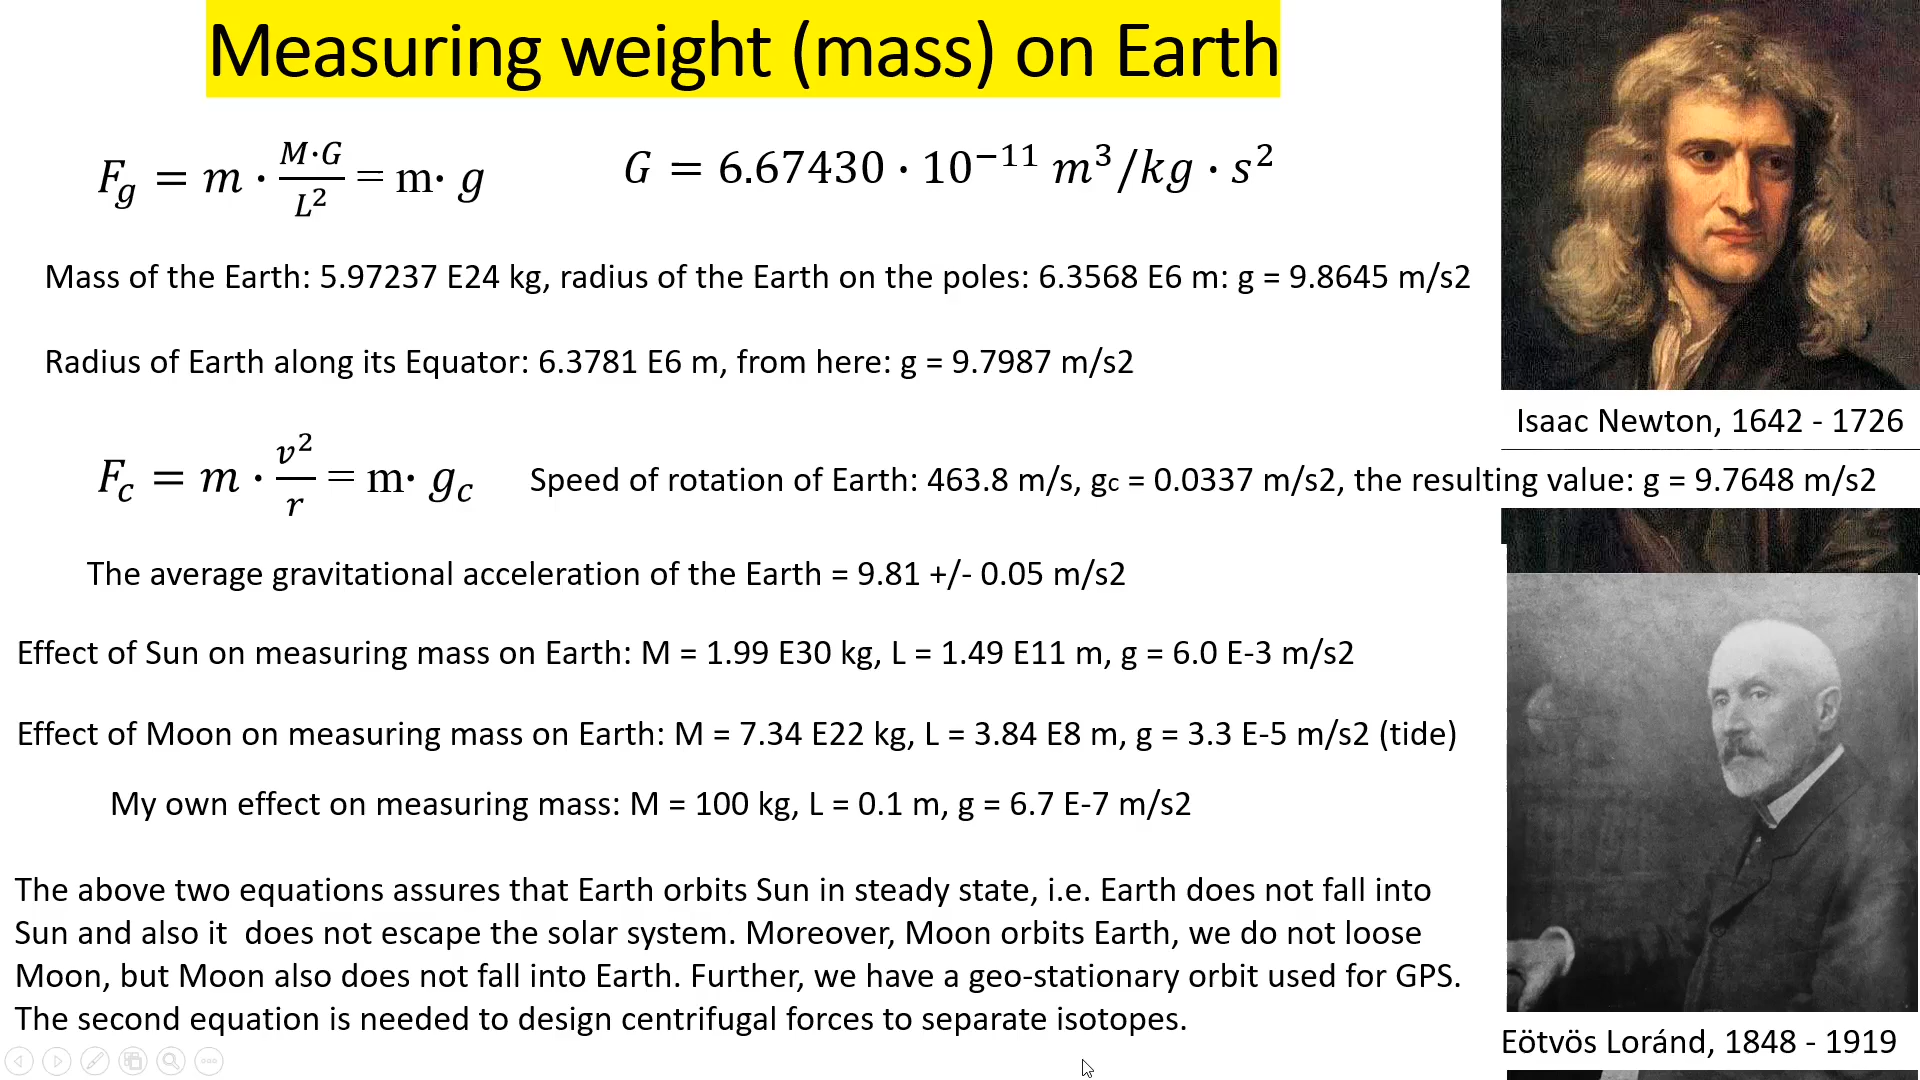 Measuring weight (mass) on Earth
F_g = m · (M·G)/L² = m· g
G = 6.67430 · 10⁻¹¹ m³/kg · s²
Mass of the Earth: 5.97237 E24 kg, radius of the Earth on the poles: 6.3568 E6 m: g = 9.8645 m/s2
Radius of Earth along its Equator: 6.3781 E6 m, from here: g = 9.7987 m/s2
Isaac Newton, 1642 - 1726
F_c = m · v²/r = m· g_c
Speed of rotation of Earth: 463.8 m/s, gc = 0.0337 m/s2, the resulting value: g = 9.7648 m/s2
The average gravitational acceleration of the Earth = 9.81 +/- 0.05 m/s2
Effect of Sun on measuring mass on Earth: M = 1.99 E30 kg, L = 1.49 E11 m, g = 6.0 E-3 m/s2
Effect of Moon on measuring mass on Earth: M = 7.34 E22 kg, L = 3.84 E8 m, g = 3.3 E-5 m/s2 (tide)
My own effect on measuring mass: M = 100 kg, L = 0.1 m, g = 6.7 E-7 m/s2
The above two equations assures that Earth orbits Sun in steady state, i.e. Earth does not fall into
Sun and also it  does not escape the solar system. Moreover, Moon orbits Earth, we do not loose
Moon, but Moon also does not fall into Earth. Further, we have a geo-stationary orbit used for GPS.
The second equation is needed to design centrifugal forces to separate isotopes.
Eötvös Loránd, 1848 - 1919